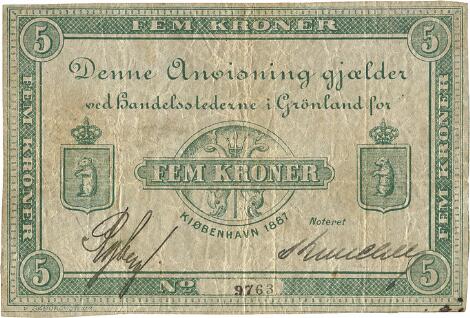 5 FEM KRONER 5
Denne Anvisning gjælder
ved Handelsstederne i Grönland for
FEM KRONER
FEM KRONER
FEM KRONER
KJØBENHAVN 1887
Noteret
5 No 9763 5